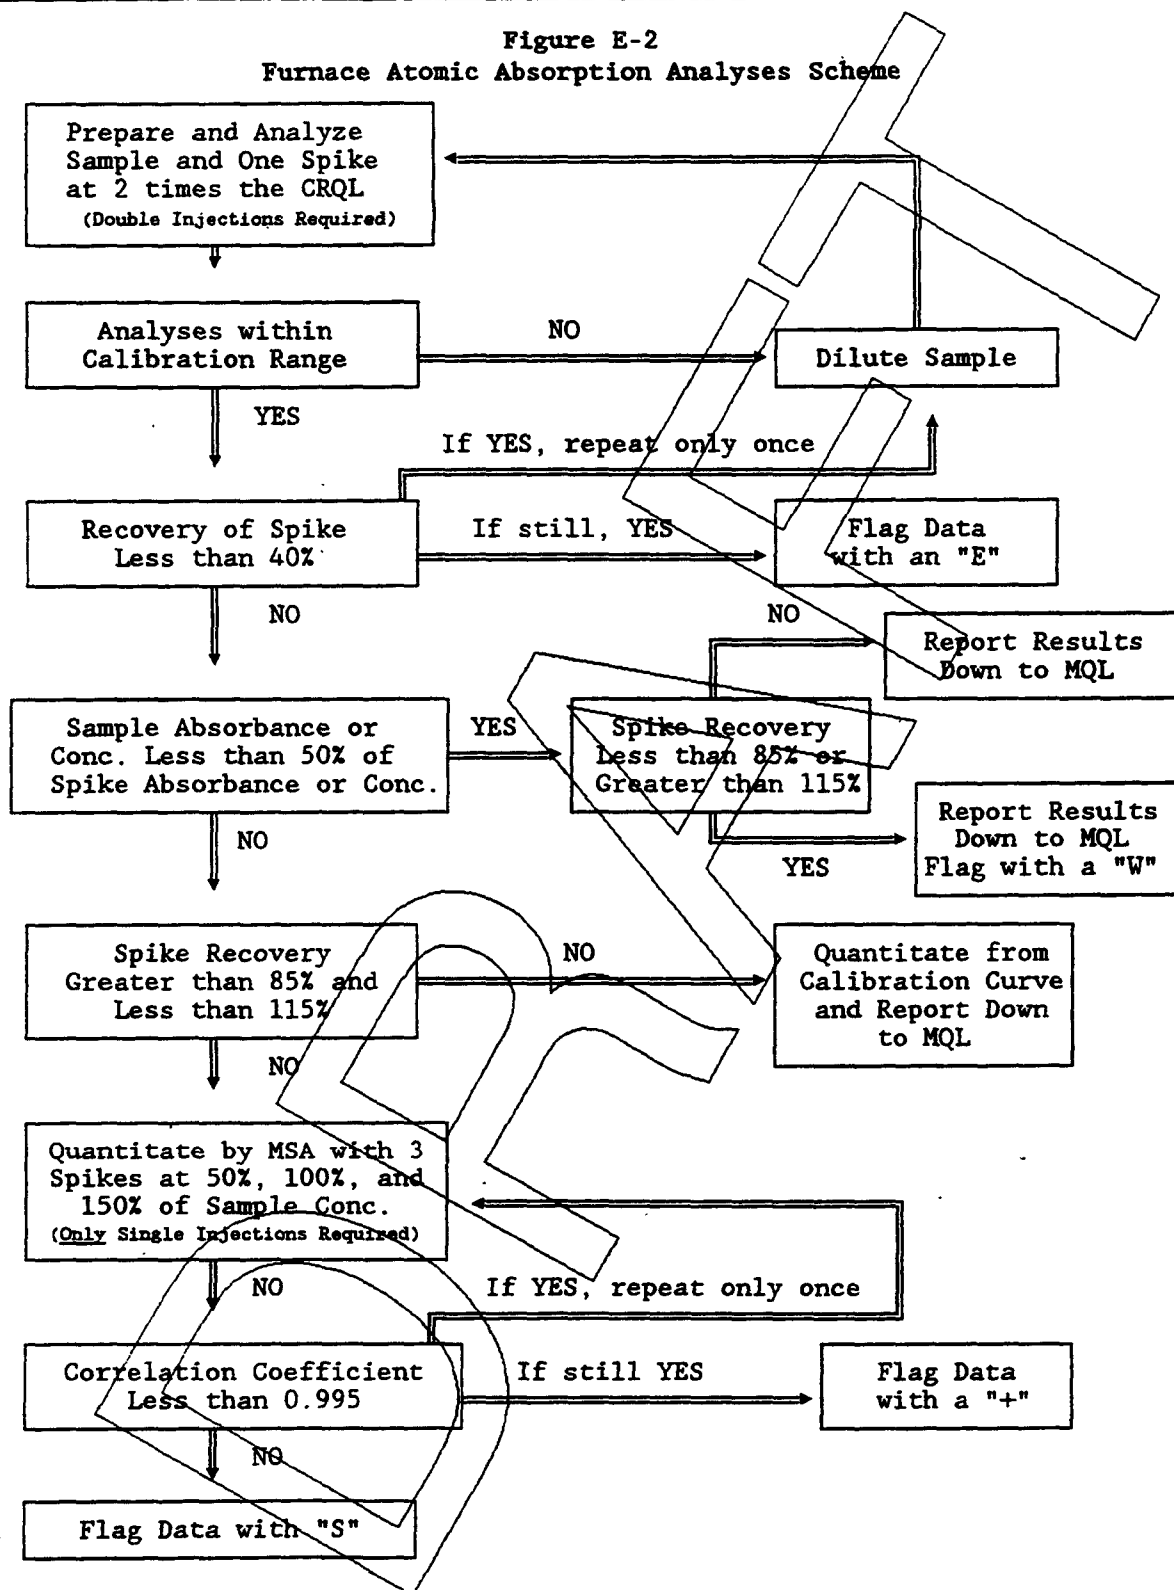 Figure E-2
Furnace Atomic Absorption Analyses Scheme
Prepare and Analyze
Sample and One Spike
at 2 times the CRQL
(Double Injections Required)
Analyses within
Calibration Range
NO
Dilute Sample
YES
If YES, repeat only once
Recovery of Spike
Less than 40%
If still, YES
Flag Data
with an "E"
NO
NO
Report Results
Down to MQL
Sample Absorbance or
Conc. Less than 50% of
Spike Absorbance or Conc.
YES
Spike Recovery
Less than 85% or
Greater than 115%
Report Results
Down to MQL
Flag with a "W"
YES
NO
Spike Recovery
Greater than 85% and
Less than 115%
NO
Quantitate from
Calibration Curve
and Report Down
to MQL
NO
Quantitate by MSA with 3
Spikes at 50%, 100%, and
150% of Sample Conc.
(Only Single Injections Required)
NO
If YES, repeat only once
Correlation Coefficient
Less than 0.995
If still YES
Flag Data
with a "+"
NO
Flag Data with "S"
DRAFT